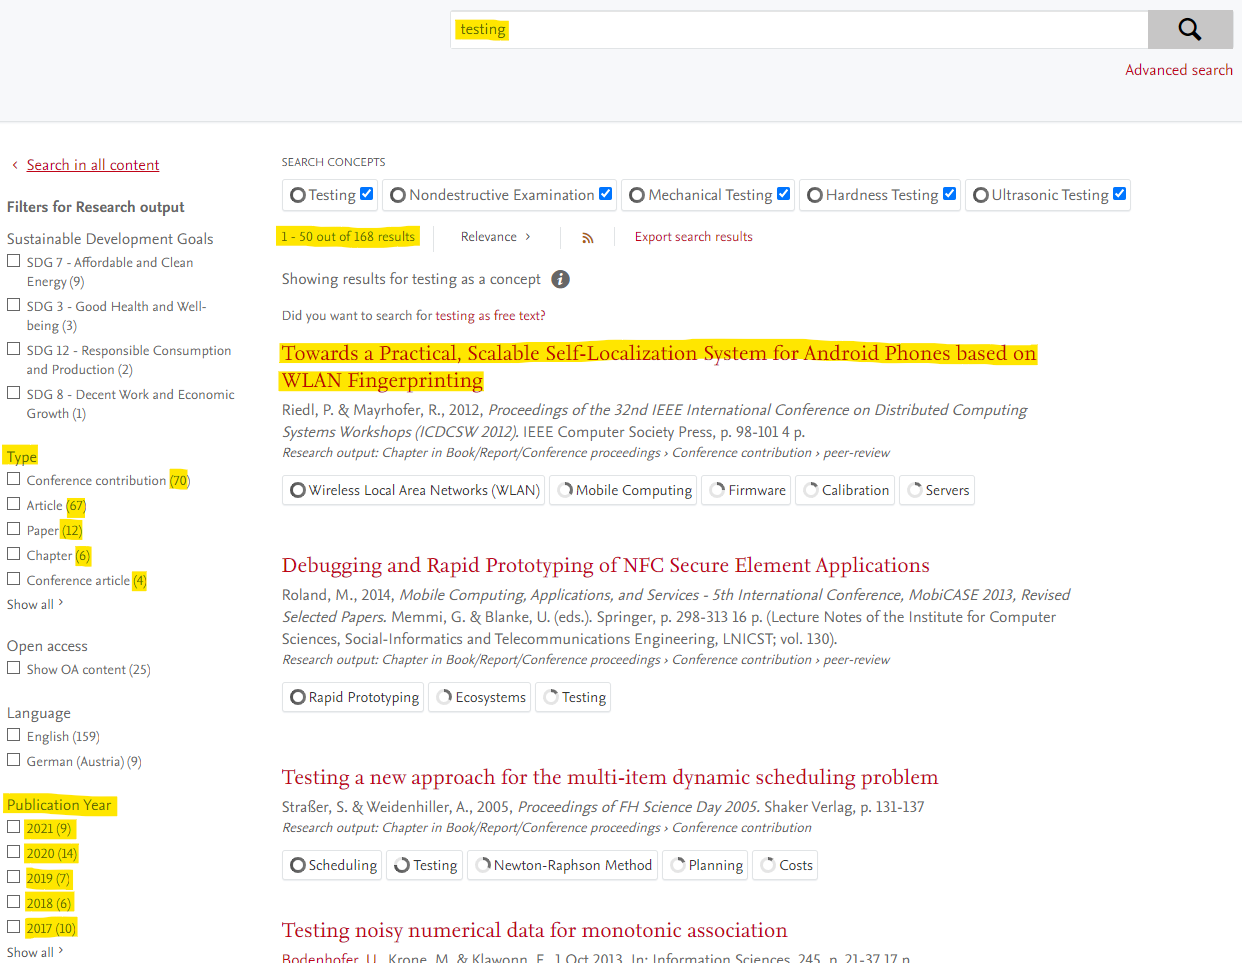 testing
Advanced search
Search in all content
Filters for Research output
Sustainable Development Goals
SDG 7 - Affordable and Clean
Energy (9)
SDG 3 - Good Health and Well-
being (3)
SDG 12 - Responsible Consumption
and Production (2)
SDG 8 - Decent Work and Economic
Growth (1)
Type
Conference contribution (70)
Article (67)
Paper (12)
Chapter (6)
Conference article (4)
Show all ›
Open access
Show OA content (25)
Language
English (159)
German (Austria) (9)
Publication Year
2021 (9)
2020 (14)
2019 (7)
2018 (6)
2017 (10)
Show all ›
SEARCH CONCEPTS
Testing Nondestructive Examination Mechanical Testing Hardness Testing Ultrasonic Testing
1 - 50 out of 168 results Relevance › Export search results
Showing results for testing as a concept i
Did you want to search for testing as free text?
Towards a Practical, Scalable Self-Localization System for Android Phones based on
WLAN Fingerprinting
Riedl, P. & Mayrhofer, R., 2012, Proceedings of the 32nd IEEE International Conference on Distributed Computing
Systems Workshops (ICDCSW 2012). IEEE Computer Society Press, p. 98-101 4 p.
Research output: Chapter in Book/Report/Conference proceedings › Conference contribution › peer-review
Wireless Local Area Networks (WLAN) Mobile Computing Firmware Calibration Servers
Debugging and Rapid Prototyping of NFC Secure Element Applications
Roland, M., 2014, Mobile Computing, Applications, and Services - 5th International Conference, MobiCASE 2013, Revised
Selected Papers. Memmi, G. & Blanke, U. (eds.). Springer, p. 298-313 16 p. (Lecture Notes of the Institute for Computer
Sciences, Social-Informatics and Telecommunications Engineering, LNICST; vol. 130).
Research output: Chapter in Book/Report/Conference proceedings › Conference contribution › peer-review
Rapid Prototyping Ecosystems Testing
Testing a new approach for the multi-item dynamic scheduling problem
Straßer, S. & Weidenhiller, A., 2005, Proceedings of FH Science Day 2005. Shaker Verlag, p. 131-137
Research output: Chapter in Book/Report/Conference proceedings › Conference contribution
Scheduling Testing Newton-Raphson Method Planning Costs
Testing noisy numerical data for monotonic association
Bodenhofer, U., Krone, M. & Klawonn, F., 1 Oct 2013, In: Information Sciences. 245, p. 21-37 17 p.